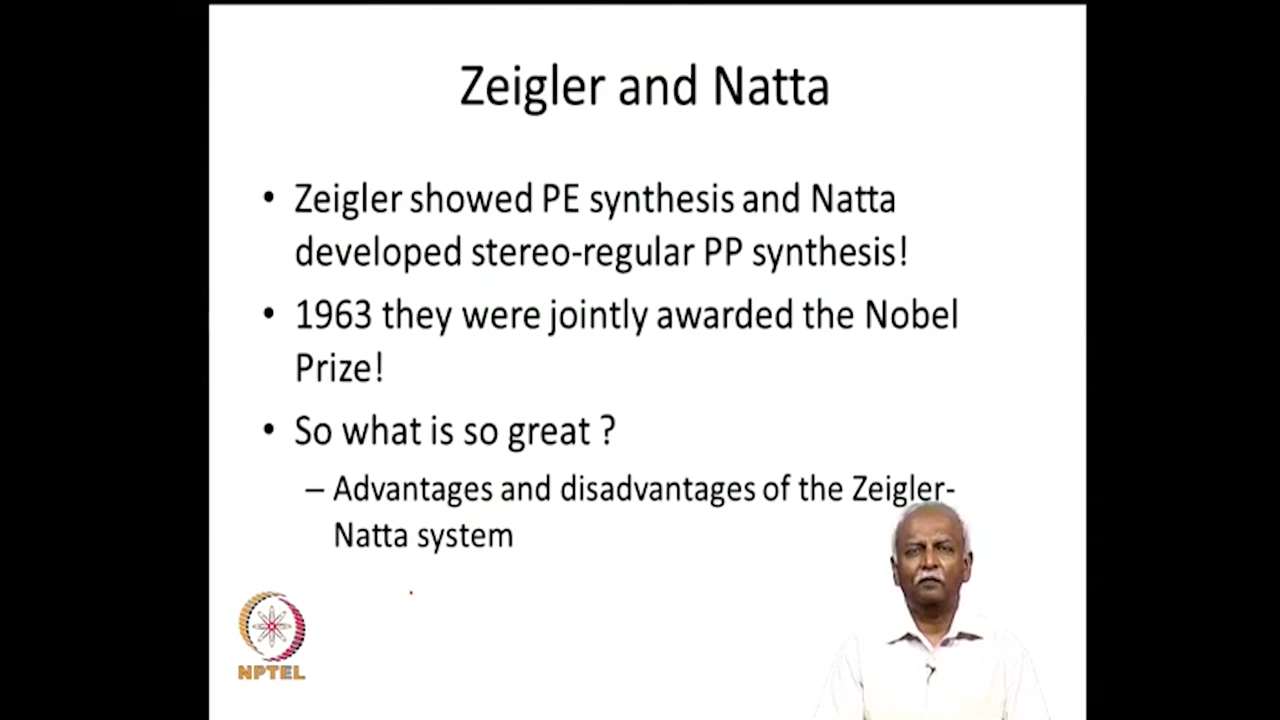 Zeigler and Natta
• Zeigler showed PE synthesis and Natta
developed stereo-regular PP synthesis!
• 1963 they were jointly awarded the Nobel
Prize!
• So what is so great ?
– Advantages and disadvantages of the Zeigler-
Natta system
NPTEL